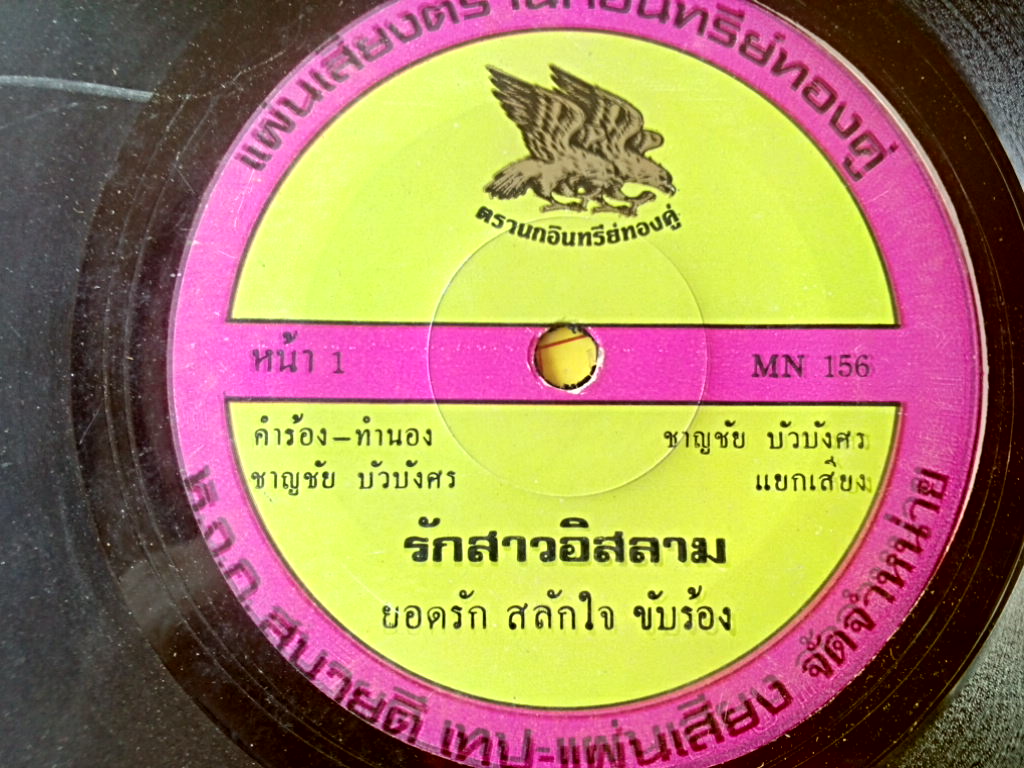 แผ่นเสียงตรานกอินทรีย์ทองคู่
ตรานกอินทรีย์ทองคู่
หน้า 1
MN 156
คำร้อง–ทำนอง
ชาญชัย บัวบังศร
ชาญชัย บัวบังศร
แยกเสียง
รักสาวอิสลาม
ยอดรัก สลักใจ ขับร้อง
ห.ถ.ก. สบายดี เทป-แผ่นเสียง จัดจำหน่าย